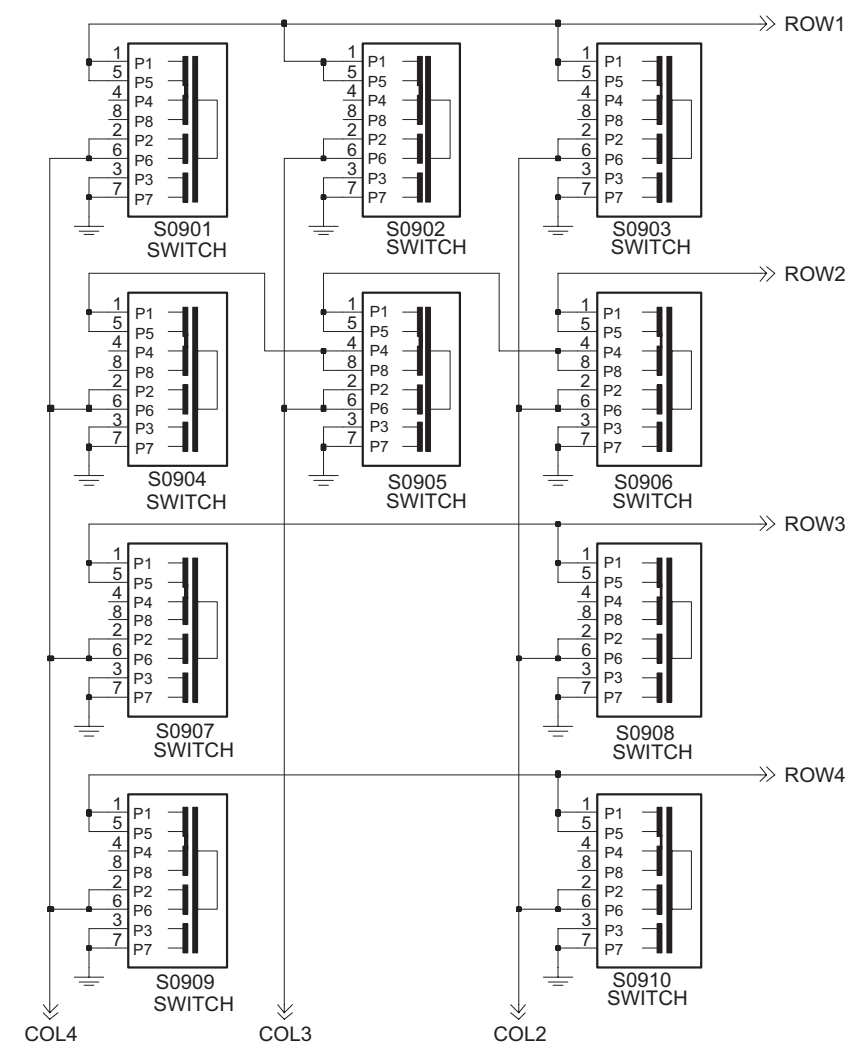 ROW1
1 P1 1 P1 1 P1
5 P5 5 P5 5 P5
4 P4 4 P4 4 P4
8 P8 8 P8 8 P8
2 P2 2 P2 2 P2
6 P6 6 P6 6 P6
3 P3 3 P3 3 P3
7 P7 7 P7 7 P7
S0901 S0902 S0903
SWITCH SWITCH SWITCH
ROW2
1 P1 1 P1 1 P1
5 P5 5 P5 5 P5
4 P4 4 P4 4 P4
8 P8 8 P8 8 P8
2 P2 2 P2 2 P2
6 P6 6 P6 6 P6
3 P3 3 P3 3 P3
7 P7 7 P7 7 P7
S0904 S0905 S0906
SWITCH SWITCH SWITCH
ROW3
1 P1 1 P1
5 P5 5 P5
4 P4 4 P4
8 P8 8 P8
2 P2 2 P2
6 P6 6 P6
3 P3 3 P3
7 P7 7 P7
S0907 S0908
SWITCH SWITCH
ROW4
1 P1 1 P1
5 P5 5 P5
4 P4 4 P4
8 P8 8 P8
2 P2 2 P2
6 P6 6 P6
3 P3 3 P3
7 P7 7 P7
S0909 S0910
SWITCH SWITCH
COL4 COL3 COL2